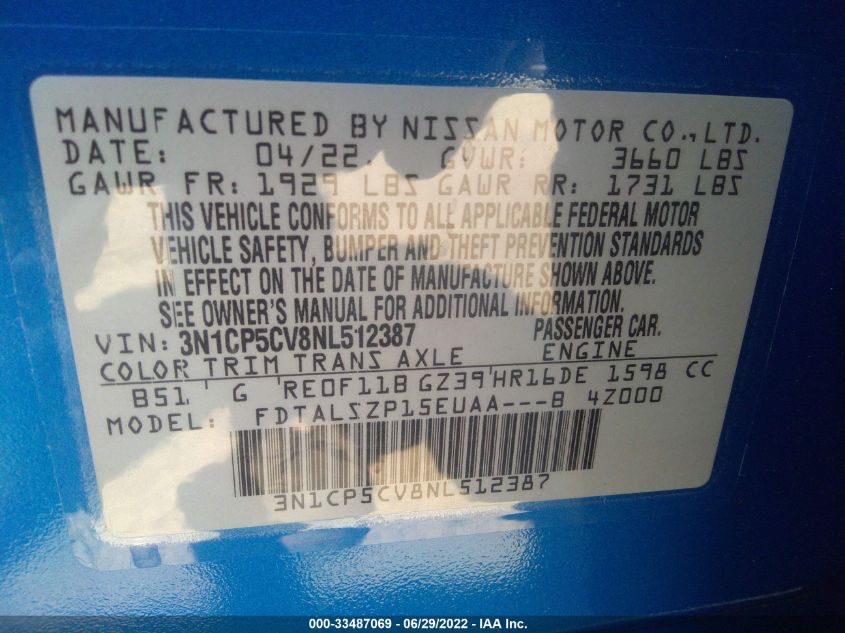 MANUFACTURED BY NISSAN MOTOR CO.,LTD.
DATE: 04/22. GVWR: 3660 LBS
GAWR FR: 1929 LBS GAWR RR: 1731 LBS
THIS VEHICLE CONFORMS TO ALL APPLICABLE FEDERAL MOTOR
VEHICLE SAFETY, BUMPER AND THEFT PREVENTION STANDARDS
IN EFFECT ON THE DATE OF MANUFACTURE SHOWN ABOVE.
SEE OWNER'S MANUAL FOR ADDITIONAL INFORMATION.
VIN: 3N1CP5CV8NL512387 PASSENGER CAR.
COLOR TRIM TRANS AXLE ENGINE
B51 ' G 'RE0F11B GZ39'HR16DE 1598 CC
MODEL: FDTALSZP15EUAA---B 4Z000
3N1CP5CV8NL512387
000-33487069 - 06/29/2022 - IAA Inc.